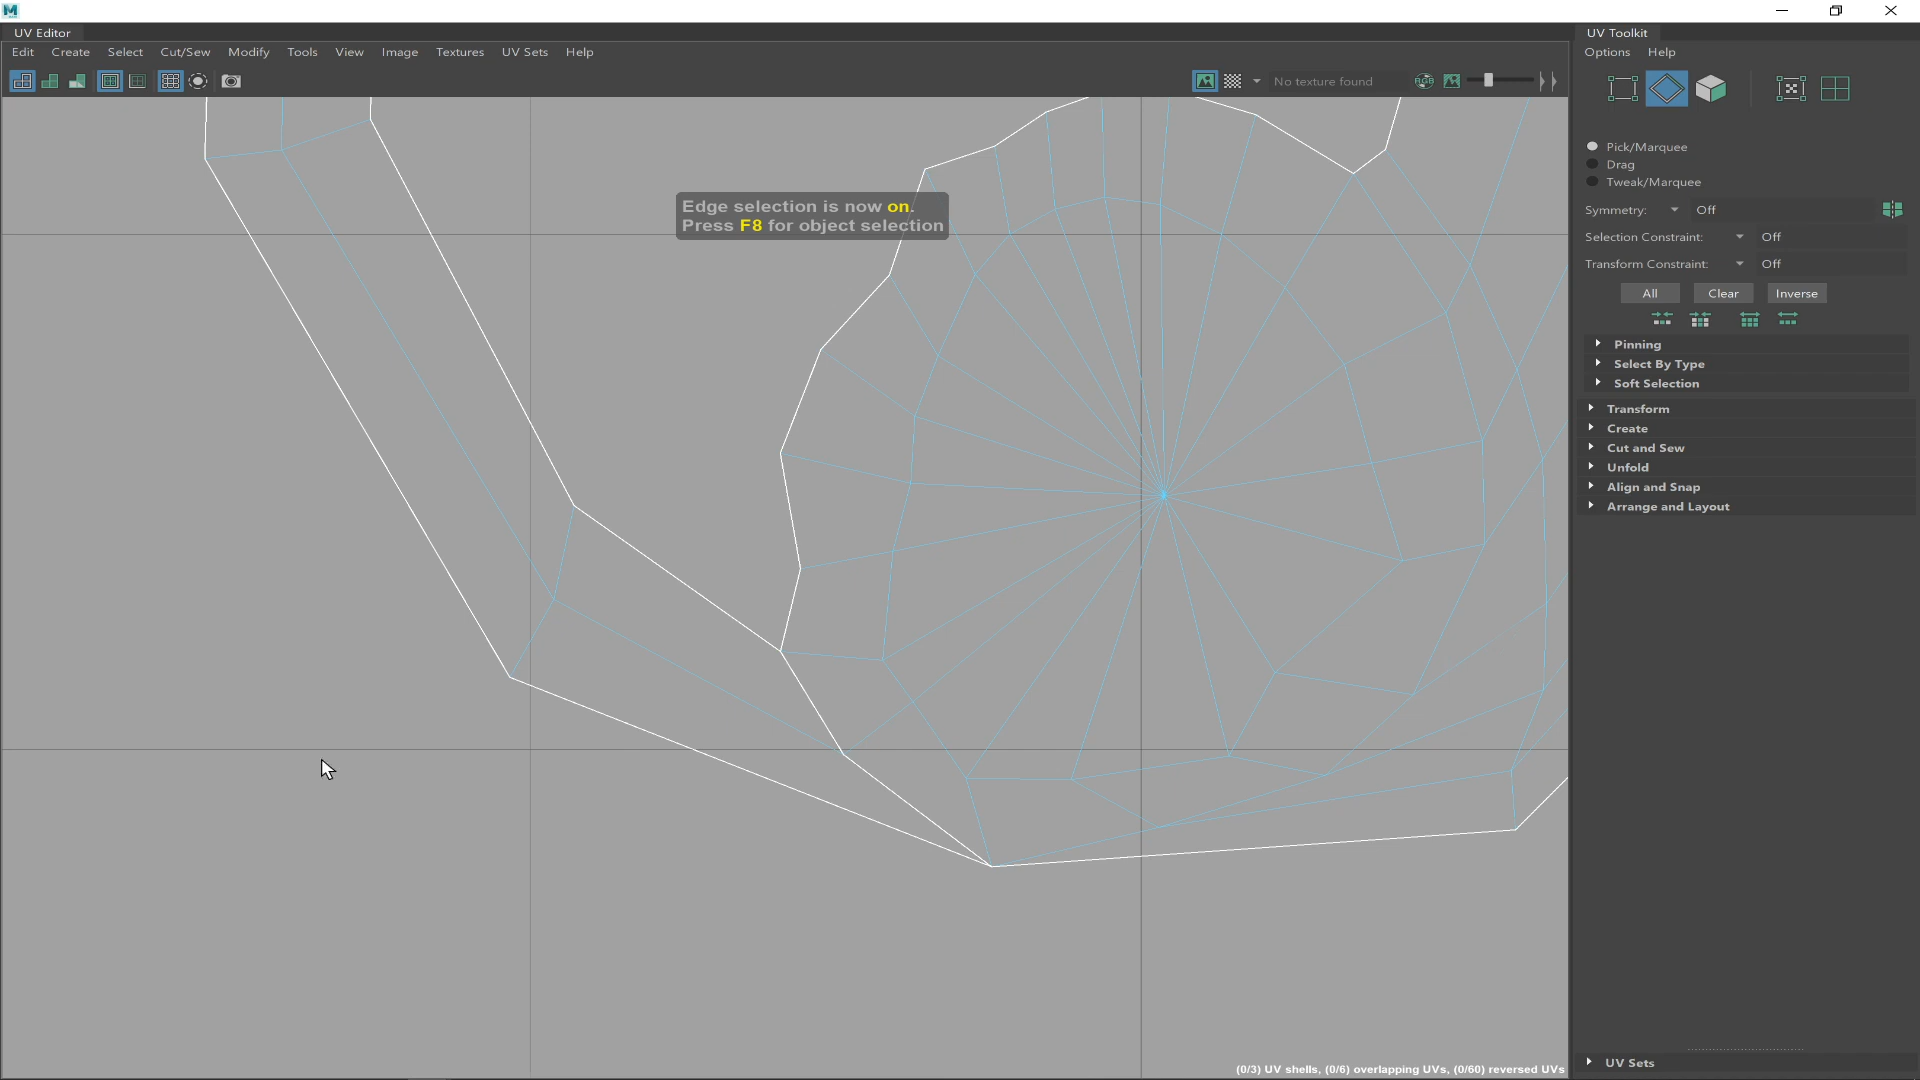 M
UV Editor
UV Toolkit
Edit Create Select Cut/Sew Modify Tools View Image Textures UV Sets Help
Options Help
No texture found
RGB
Pick/Marquee
Drag
Tweak/Marquee
Symmetry: Off
Selection Constraint: Off
Transform Constraint: Off
All Clear Inverse
Pinning
Select By Type
Soft Selection
Transform
Create
Cut and Sew
Unfold
Align and Snap
Arrange and Layout
Edge selection is now on.
Press F8 for object selection
(0/3) UV shells, (0/6) overlapping UVs, (0/60) reversed UVs
UV Sets